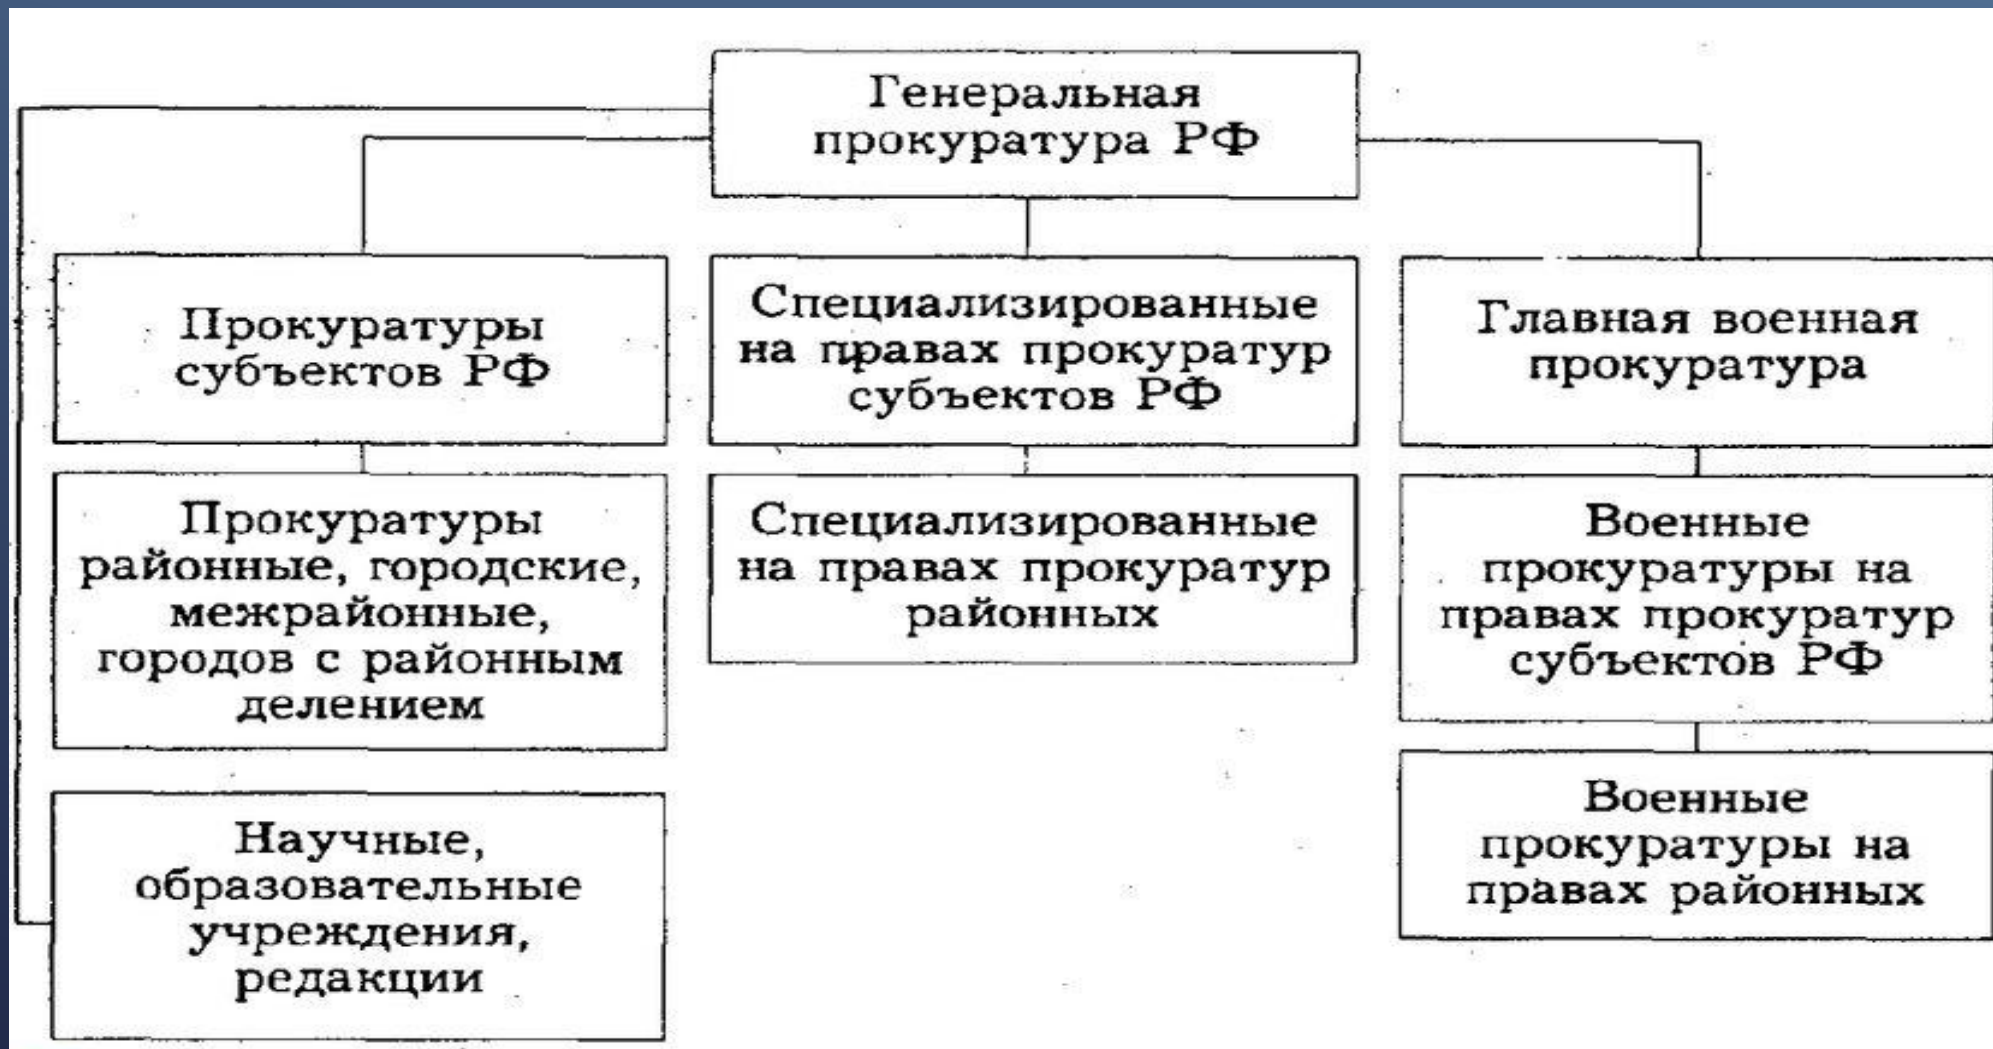 Генеральная
прокуратура РФ
Прокуратуры
субъектов РФ
Специализированные
на правах прокуратур
субъектов РФ
Главная военная
прокуратура
Прокуратуры
районные, городские,
межрайонные,
городов с районным
делением
Специализированные
на правах прокуратур
районных
Военные
прокуратуры на
правах прокуратур
субъектов РФ
Научные,
образовательные
учреждения,
редакции
Военные
прокуратуры на
правах районных